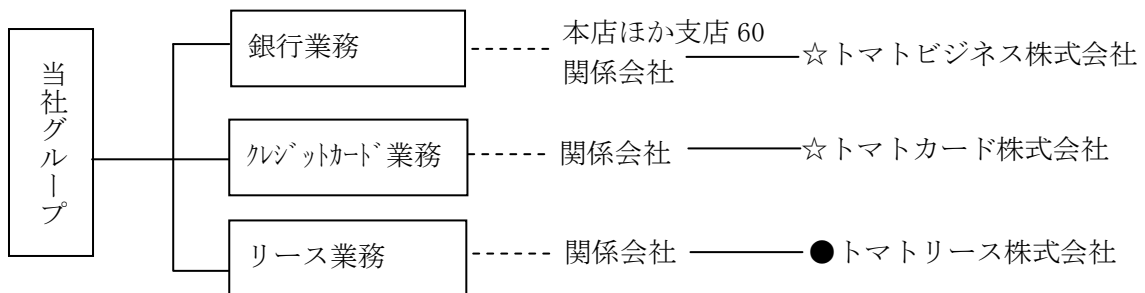 当社グループ
銀行業務
本店ほか支店 60
関係会社
☆トマトビジネス株式会社
ｸﾚｼﾞｯﾄｶｰﾄﾞ業務
関係会社
☆トマトカード株式会社
リース業務
関係会社
●トマトリース株式会社